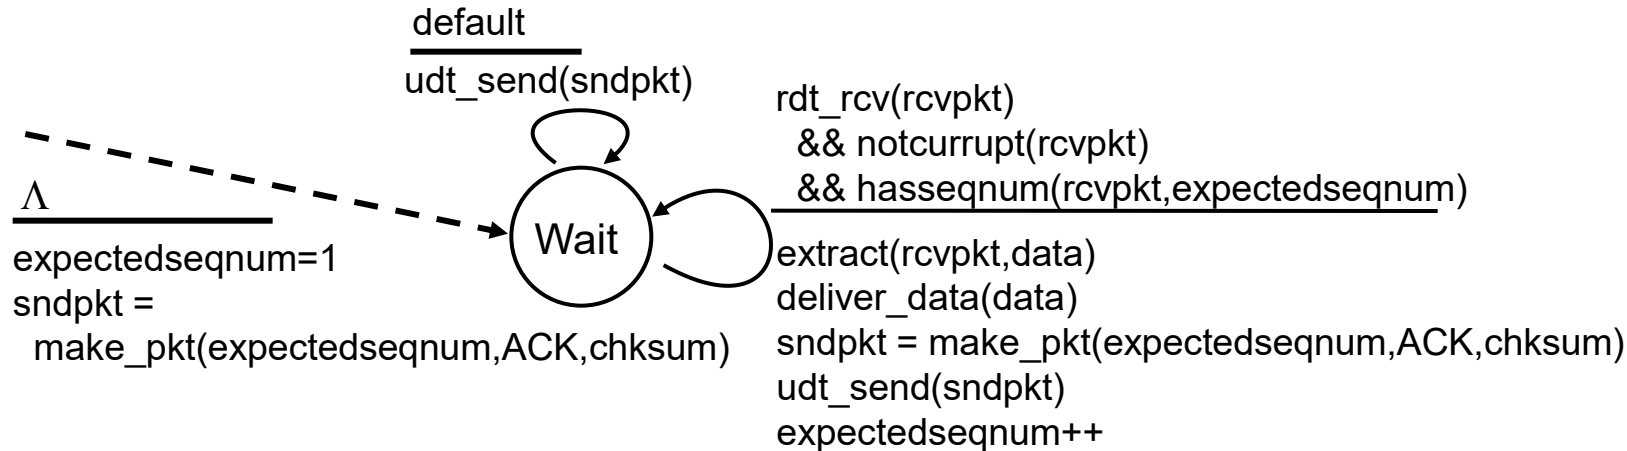 default
udt_send(sndpkt)
Λ
expectedseqnum=1
sndpkt =
make_pkt(expectedseqnum,ACK,chksum)
Wait
rdt_rcv(rcvpkt)
&& notcurrupt(rcvpkt)
&& hasseqnum(rcvpkt,expectedseqnum)
extract(rcvpkt,data)
deliver_data(data)
sndpkt = make_pkt(expectedseqnum,ACK,chksum)
udt_send(sndpkt)
expectedseqnum++